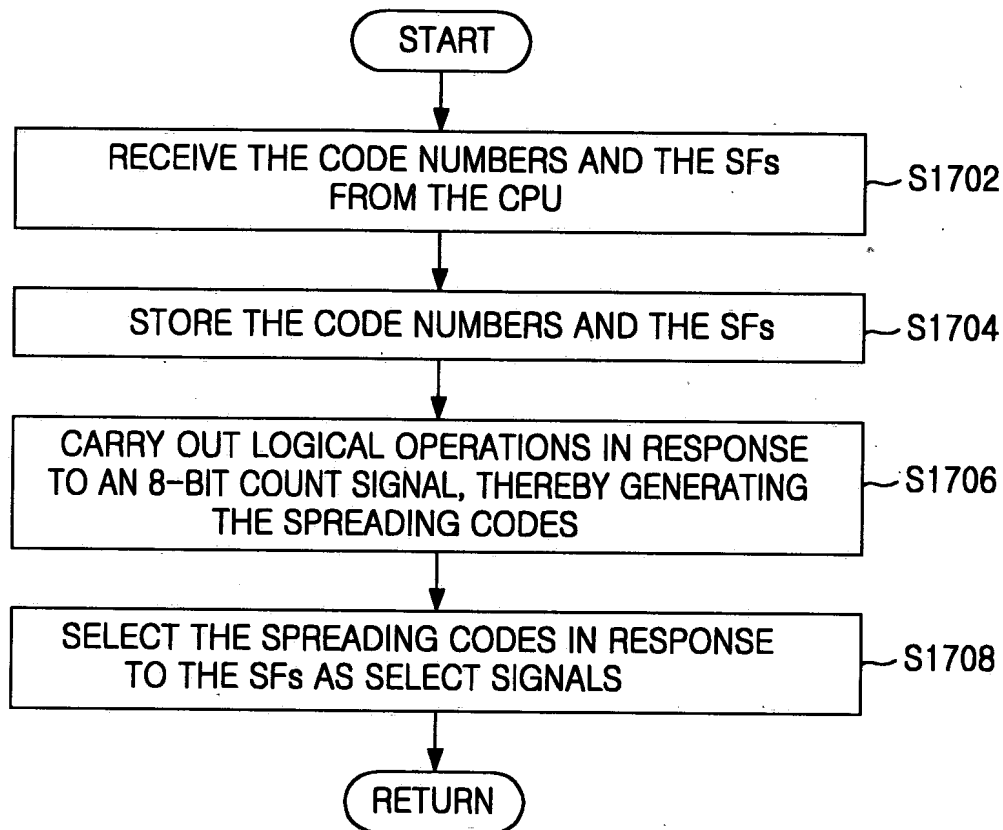 START
RECEIVE THE CODE NUMBERS AND THE SFs
FROM THE CPU
S1702
STORE THE CODE NUMBERS AND THE SFs
S1704
CARRY OUT LOGICAL OPERATIONS IN RESPONSE
TO AN 8-BIT COUNT SIGNAL, THEREBY GENERATING
THE SPREADING CODES
S1706
SELECT THE SPREADING CODES IN RESPONSE
TO THE SFs AS SELECT SIGNALS
S1708
RETURN